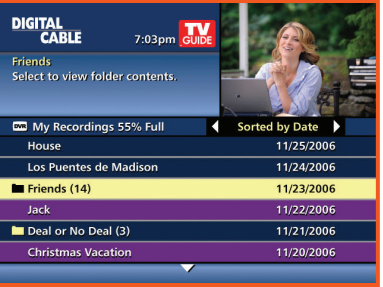 DIGITAL
CABLE
7:03pm
TV
GUIDE
Friends
Select to view folder contents.
DVR My Recordings 55% Full
Sorted by Date
House 11/25/2006
Los Puentes de Madison 11/24/2006
Friends (14) 11/23/2006
Jack 11/22/2006
Deal or No Deal (3) 11/21/2006
Christmas Vacation 11/20/2006